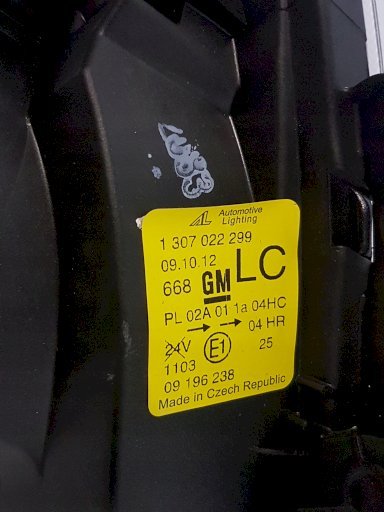 AL Automotive
Lighting
1 307 022 299
09.10.12
668 GM LC
PL 02A 01 1a 04HC
→ → 04 HR
24V E1 25
1103
09 196 238
Made in Czech Republic